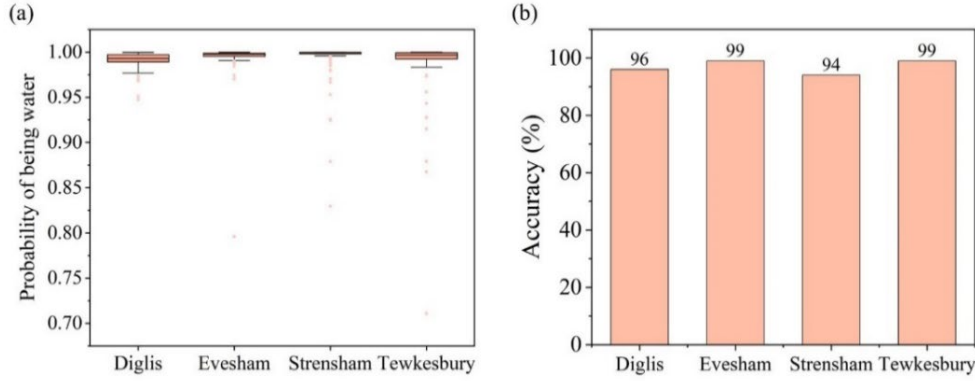 (a)
Probability of being water
1.00
0.95
0.90
0.85
0.80
0.75
0.70
Diglis Evesham Strensham Tewkesbury
(b)
Accuracy (%)
100
80
60
40
20
0
96
99
94
99
Diglis Evesham Strensham Tewkesbury